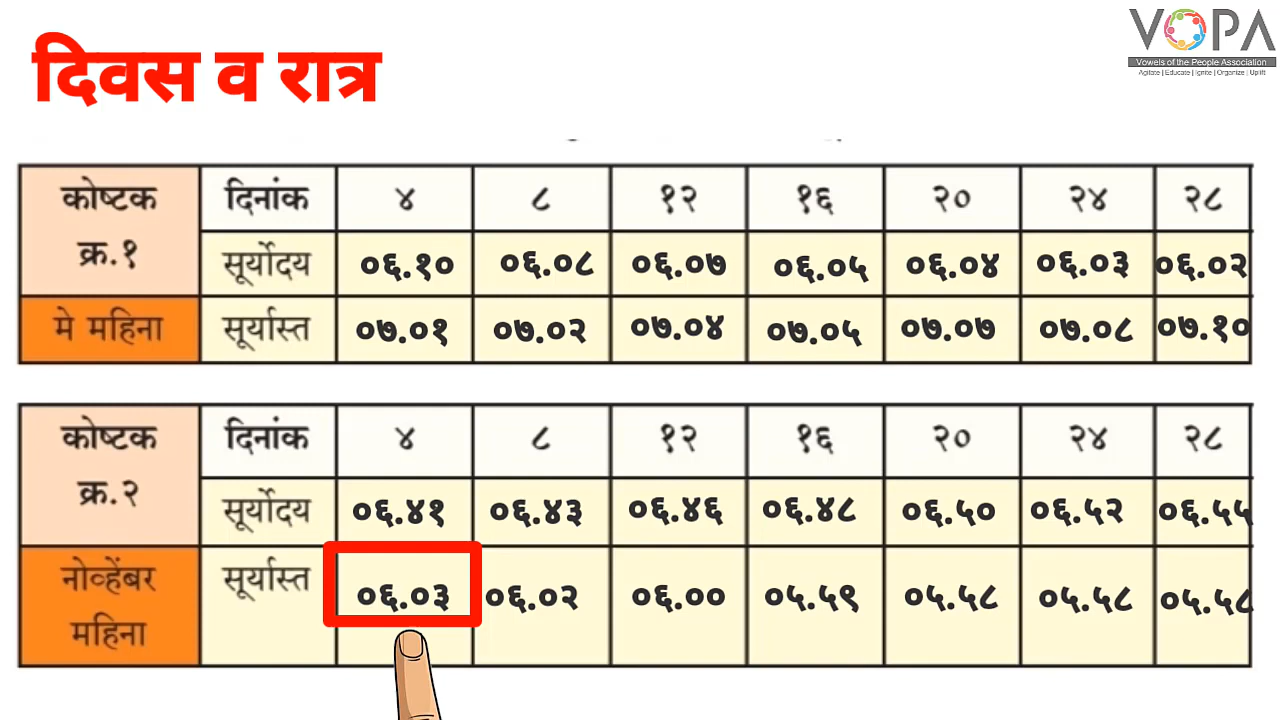 दिवस व रात्र
VOPA
Vowels of the People Association
Agitate | Educate | Ignite | Organize | Uplift
कोष्टक क्र.१ दिनांक ४ ८ १२ १६ २० २४ २८
सूर्योदय ०६.१० ०६.०८ ०६.०७ ०६.०५ ०६.०४ ०६.०३ ०६.०२
मे महिना सूर्यास्त ०७.०१ ०७.०२ ०७.०४ ०७.०५ ०७.०७ ०७.०८ ०७.१०
कोष्टक क्र.२ दिनांक ४ ८ १२ १६ २० २४ २८
सूर्योदय ०६.४१ ०६.४३ ०६.४६ ०६.४८ ०६.५० ०६.५२ ०६.५५
नोव्हेंबर महिना सूर्यास्त ०६.०३ ०६.०२ ०६.०० ०५.५९ ०५.५८ ०५.५८ ०५.५८